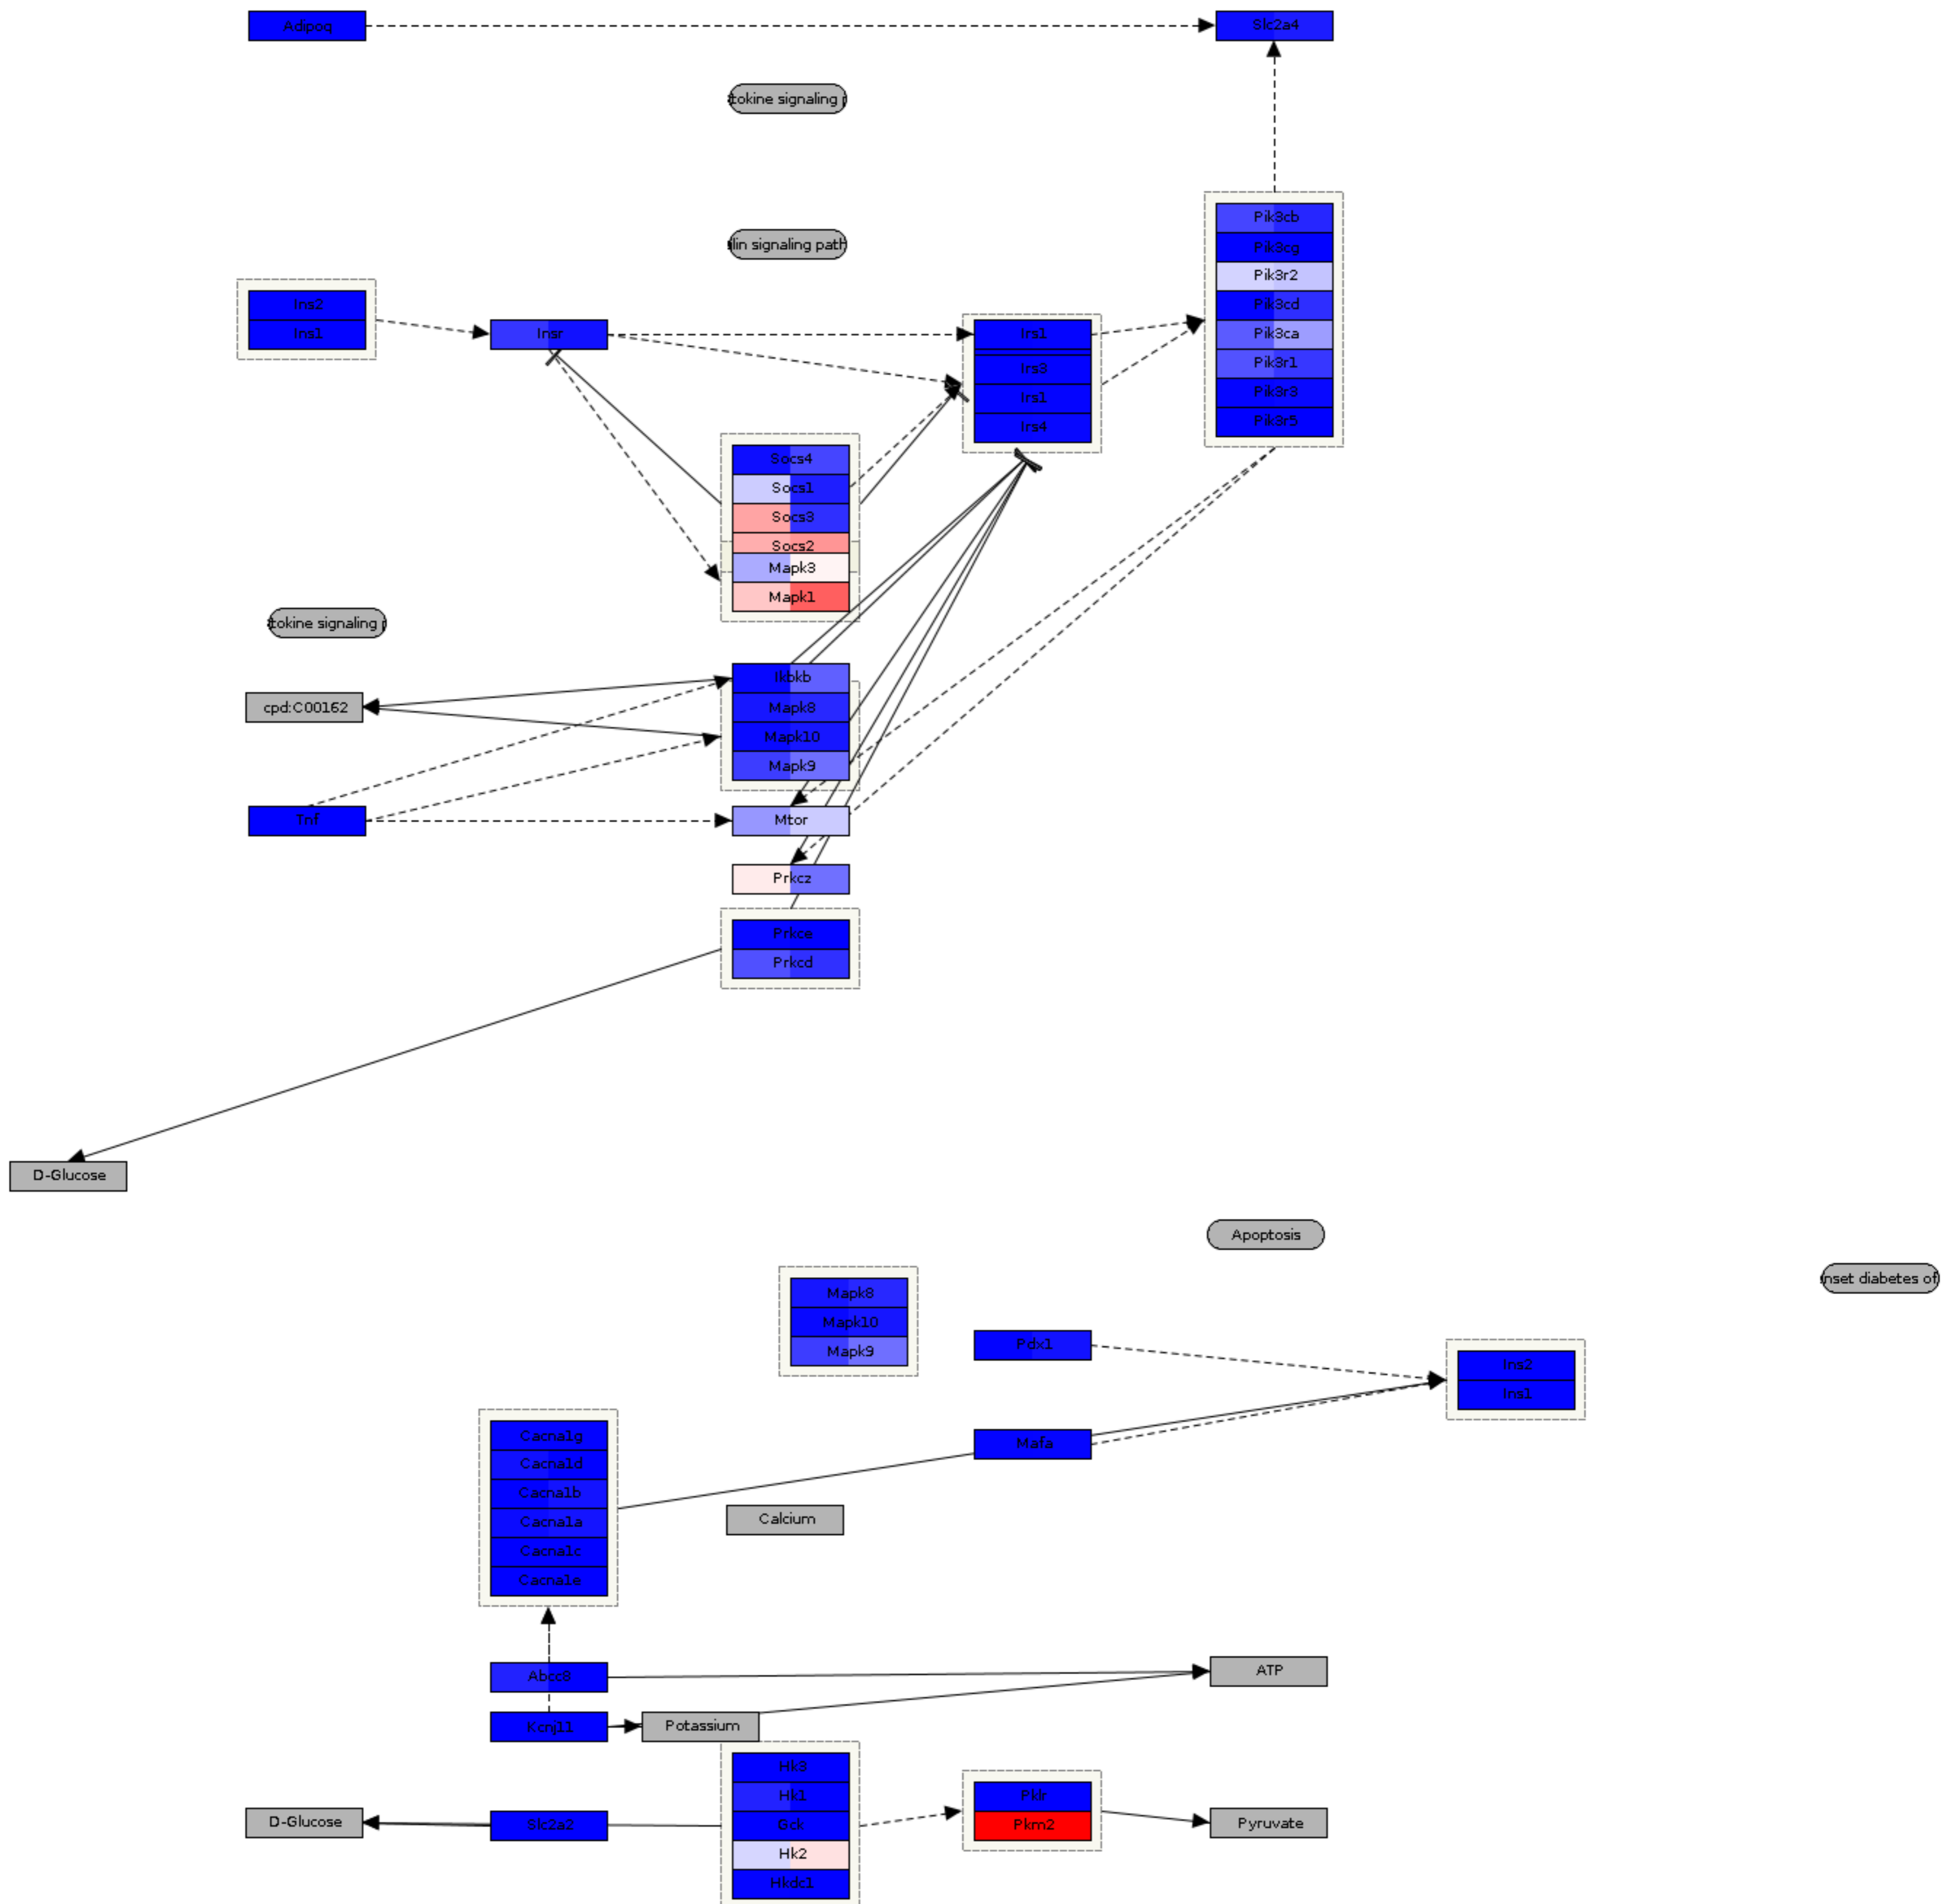 Adipoq
Slc2a4
tokine signaling p
lin signaling path
Pik3cb
Pik3cg
Pik3r2
Pik3cd
Pik3ca
Pik3r1
Pik3r3
Pik3r5
Ins2
Ins1
Insr
Irs1
Irs3
Irs1
Irs4
Socs4
Socs1
Socs3
Socs2
Mapk3
Mapk1
tokine signaling p
cpd:C00162
Ikbkb
Mapk8
Mapk10
Mapk9
Tnf
Mtor
Prkcz
Prkce
Prkcd
D-Glucose
Apoptosis
nset diabetes of
Mapk8
Mapk10
Mapk9
Pdx1
Ins2
Ins1
Mafa
Cacna1g
Cacna1d
Cacna1b
Cacna1a
Cacna1c
Cacna1e
Calcium
Abcc8
ATP
Kcnj11
Potassium
Hk3
Hk1
Gck
Hk2
Hkdc1
D-Glucose
Slc2a2
Pklr
Pkm2
Pyruvate